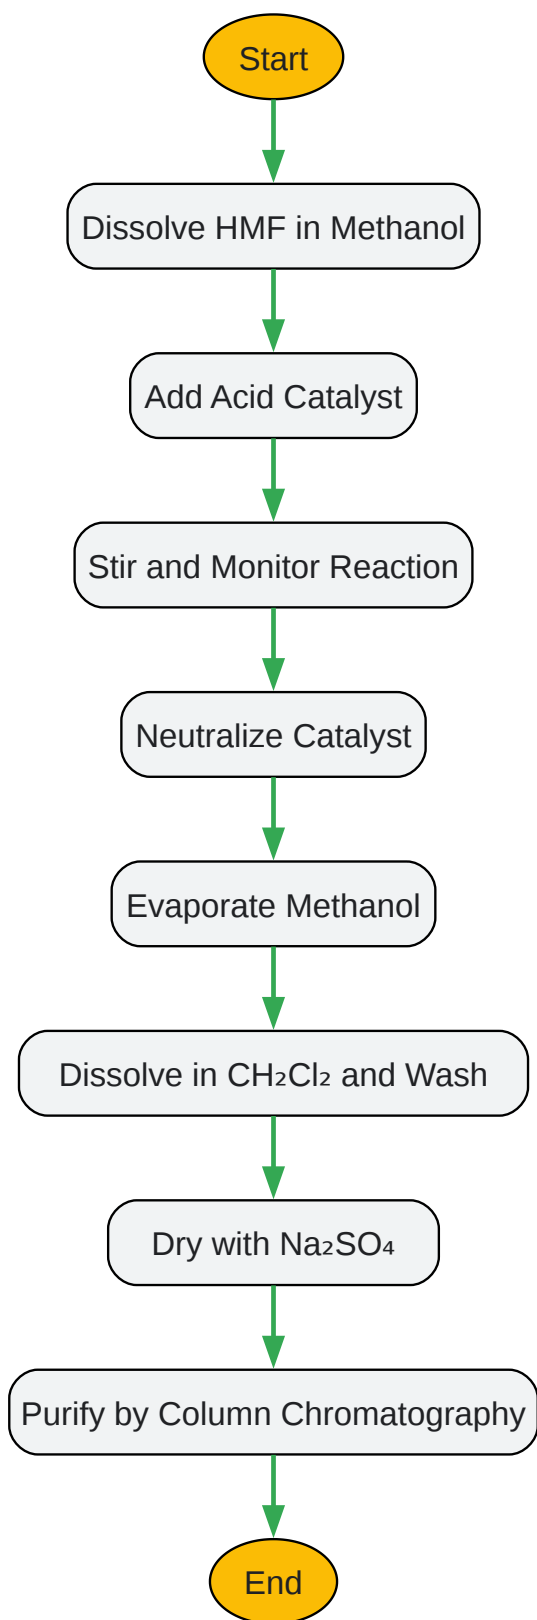 Start
Dissolve HMF in Methanol
Add Acid Catalyst
Stir and Monitor Reaction
Neutralize Catalyst
Evaporate Methanol
Dissolve in CH₂Cl₂ and Wash
Dry with Na₂SO₄
Purify by Column Chromatography
End